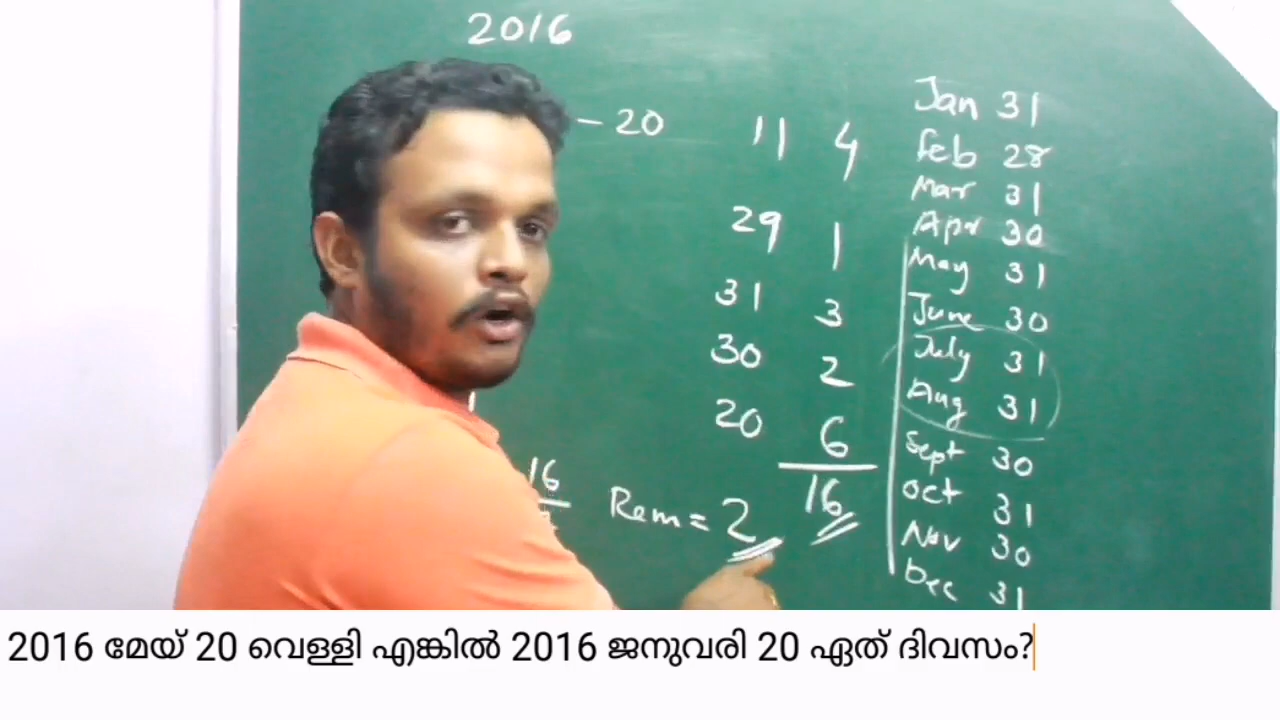 2016
- 20 11 4
29 1
31 3
30 2
20 6
16
16 Rem = 2
Jan 31
Feb 28
Mar 31
Apr 30
May 31
June 30
July 31
Aug 31
Sept 30
Oct 31
Nov 30
Dec 31
2016 മേയ് 20 വെള്ളി എങ്കിൽ 2016 ജനുവരി 20 ഏത് ദിവസം?